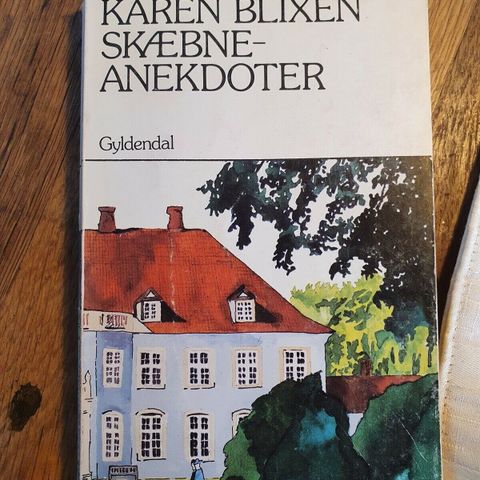 KAREN BLIXEN
SKÆBNE-
ANEKDOTER
Gyldendal